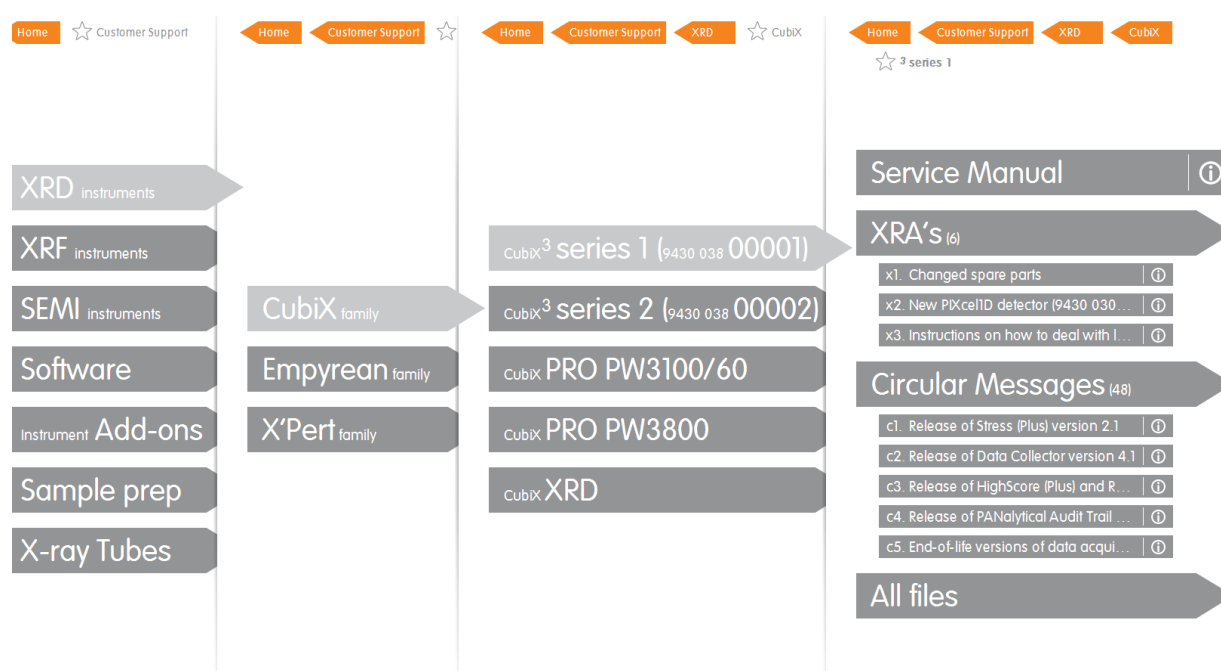 Home Customer Support
XRD instruments
XRF instruments
SEMI instruments
Software
Instrument Add-ons
Sample prep
X-ray Tubes
Home Customer Support
CubiX family
Empyrean family
X'Pert family
Home Customer Support XRD CubiX
CubiX³ series 1 (9430 038 00001)
CubiX³ series 2 (9430 038 00002)
CubiX PRO PW3100/60
CubiX PRO PW3800
CubiX XRD
Home Customer Support XRD CubiX
³ series 1
Service Manual
XRA's (6)
x1. Changed spare parts
x2. New PIXcel1D detector (9430 030...
x3. Instructions on how to deal with l...
Circular Messages (48)
c1. Release of Stress (Plus) version 2.1
c2. Release of Data Collector version 4.1
c3. Release of HighScore (Plus) and R...
c4. Release of PANalytical Audit Trail ...
c5. End-of-life versions of data acqui...
All files